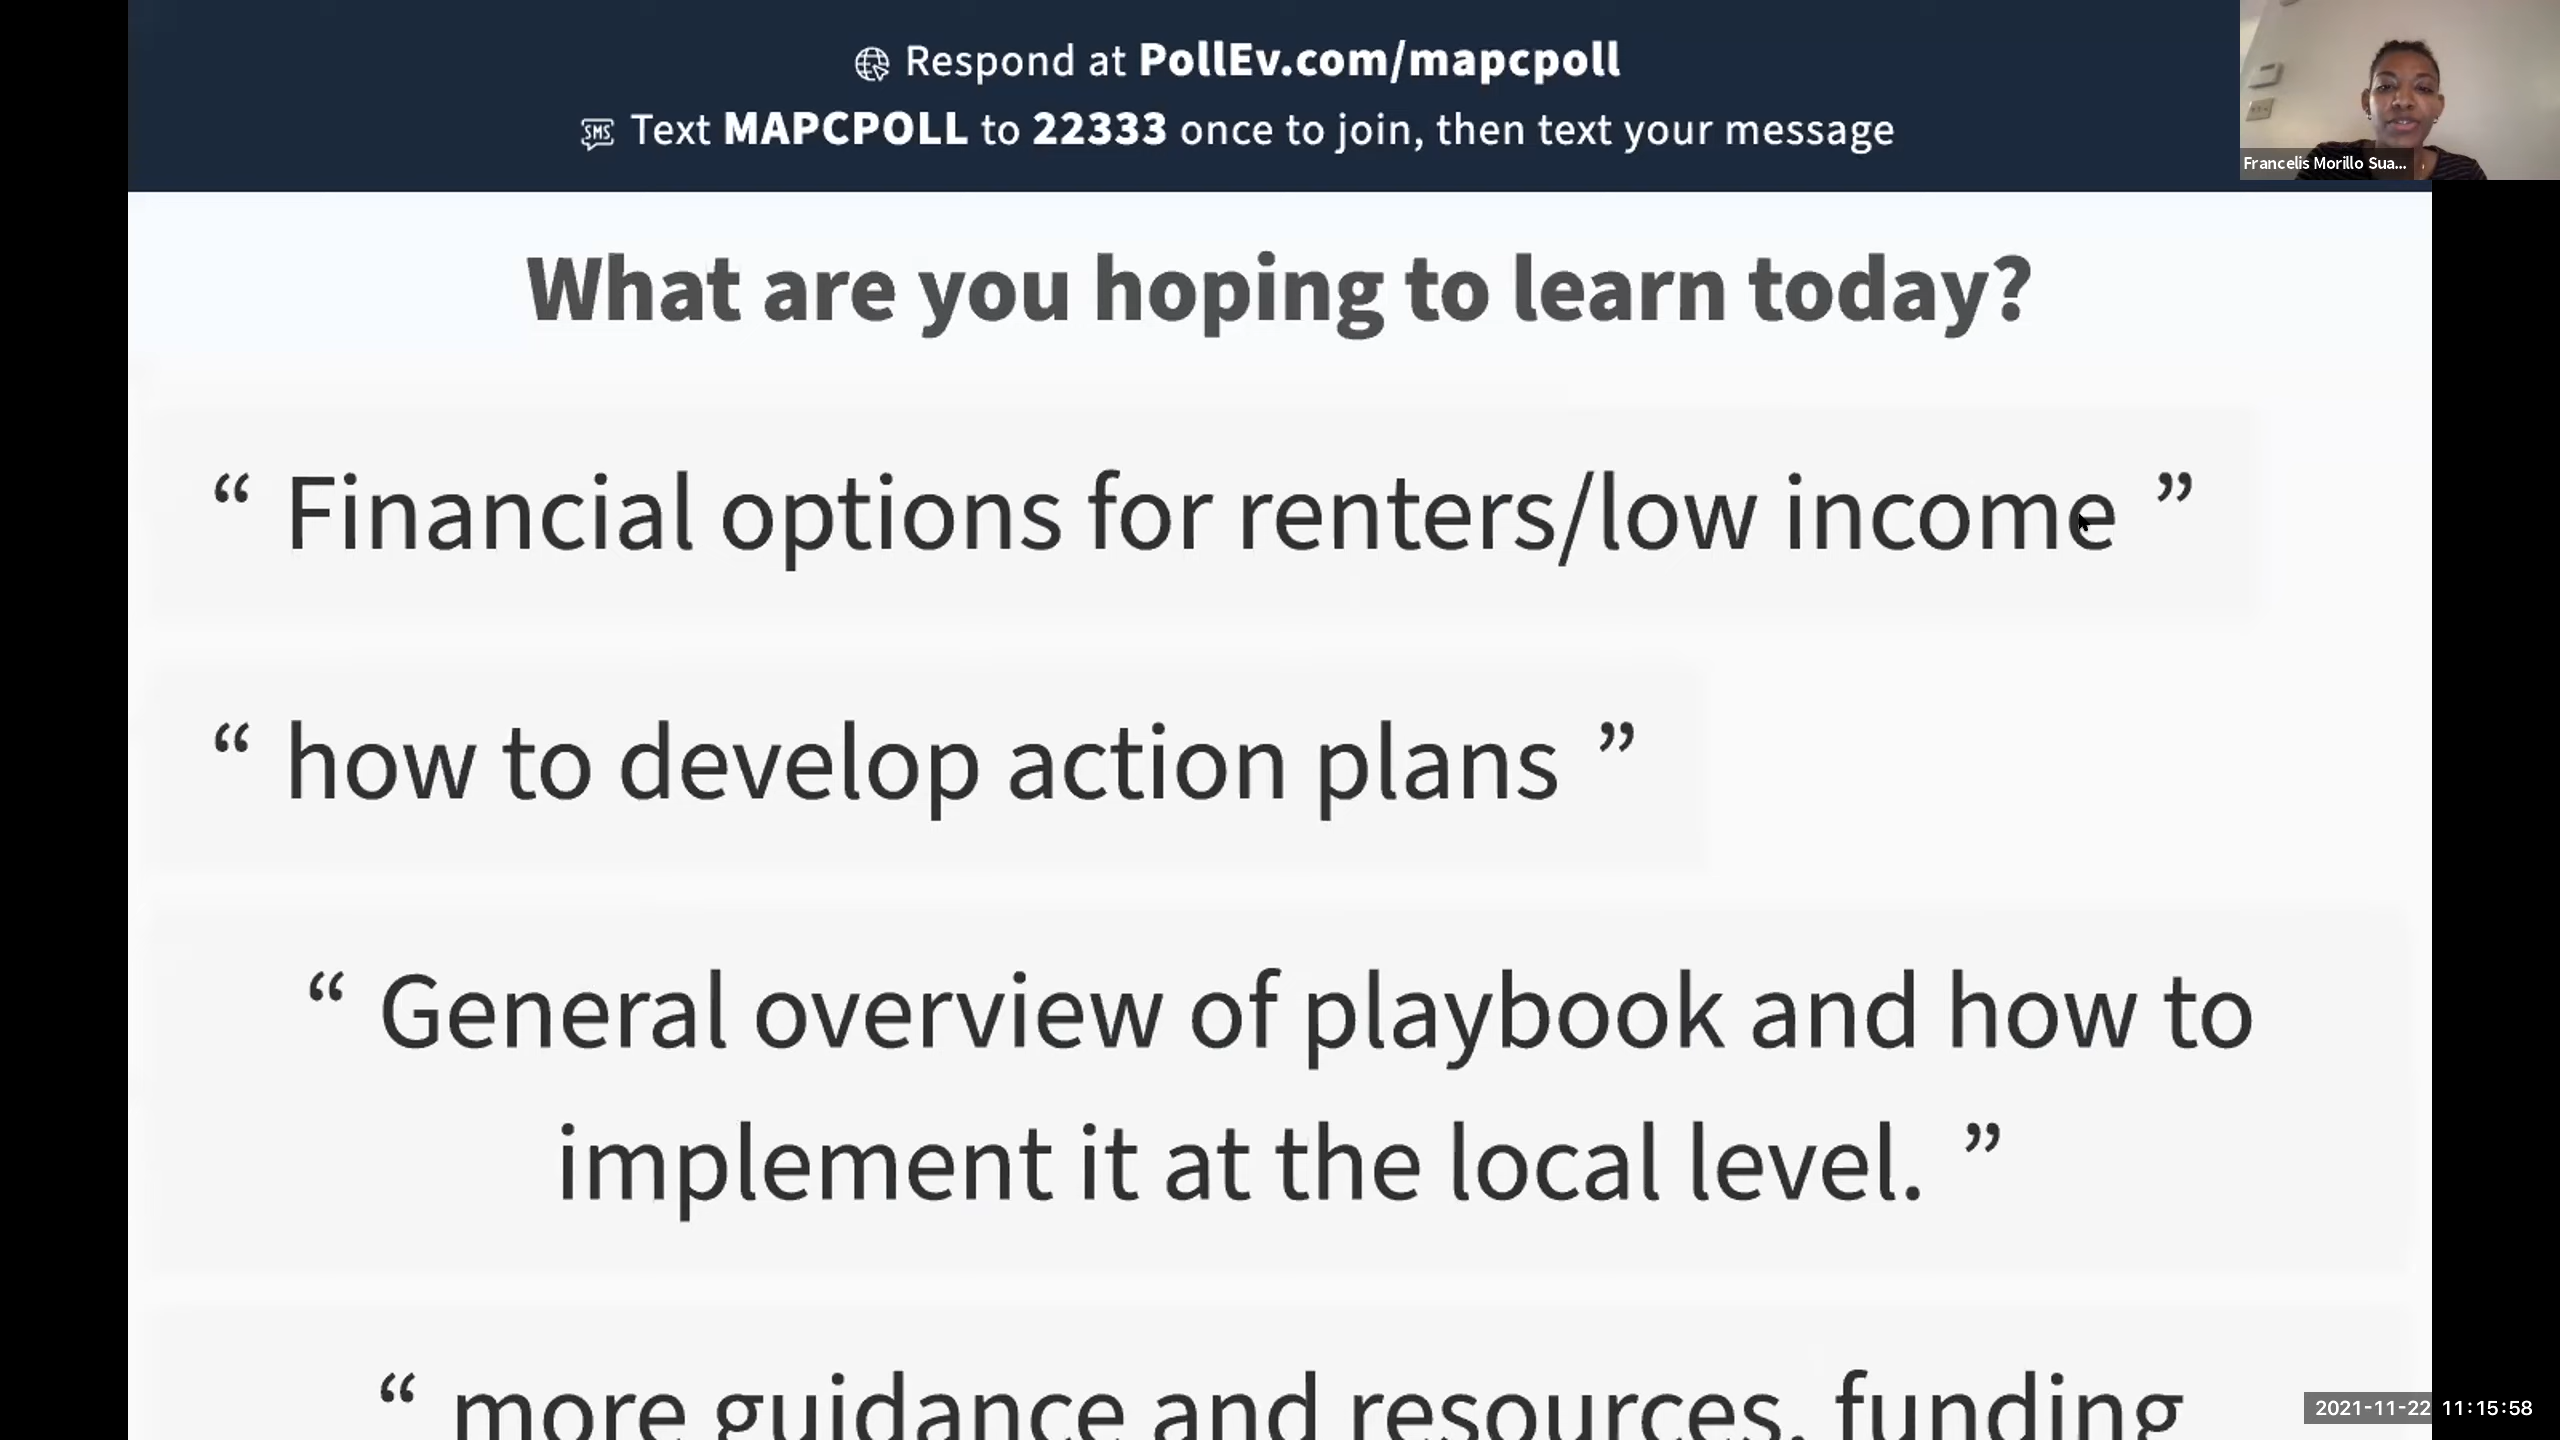 Respond at PollEv.com/mapcpoll
SMS Text MAPCPOLL to 22333 once to join, then text your message
Francelis Morillo Sua...
What are you hoping to learn today?
“ Financial options for renters/low income ”
“ how to develop action plans ”
“ General overview of playbook and how to
implement it at the local level. ”
“ more guidance and resources, funding
2021-11-22 11:15:58